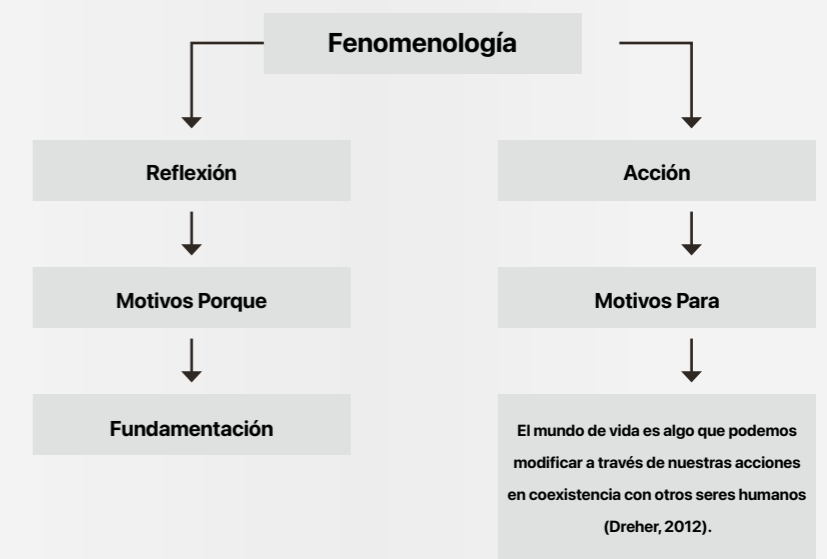 Fenomenología
Reflexión
Acción
Motivos Porque
Motivos Para
Fundamentación
El mundo de vida es algo que podemos
modificar a través de nuestras acciones
en coexistencia con otros seres humanos
(Dreher, 2012).